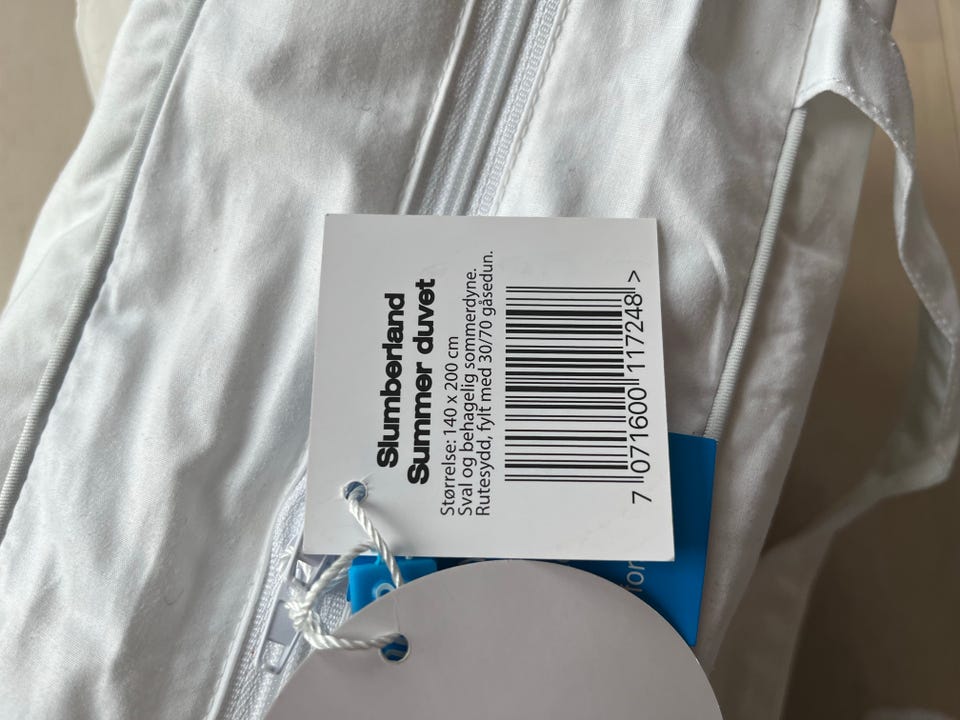 Slumberland
Summer duvet
Størrelse: 140 x 200 cm
Sval og behagelig sommerdyne.
Rutesydd, fylt med 30/70 gåsedun.
7 071600 117248 >
for